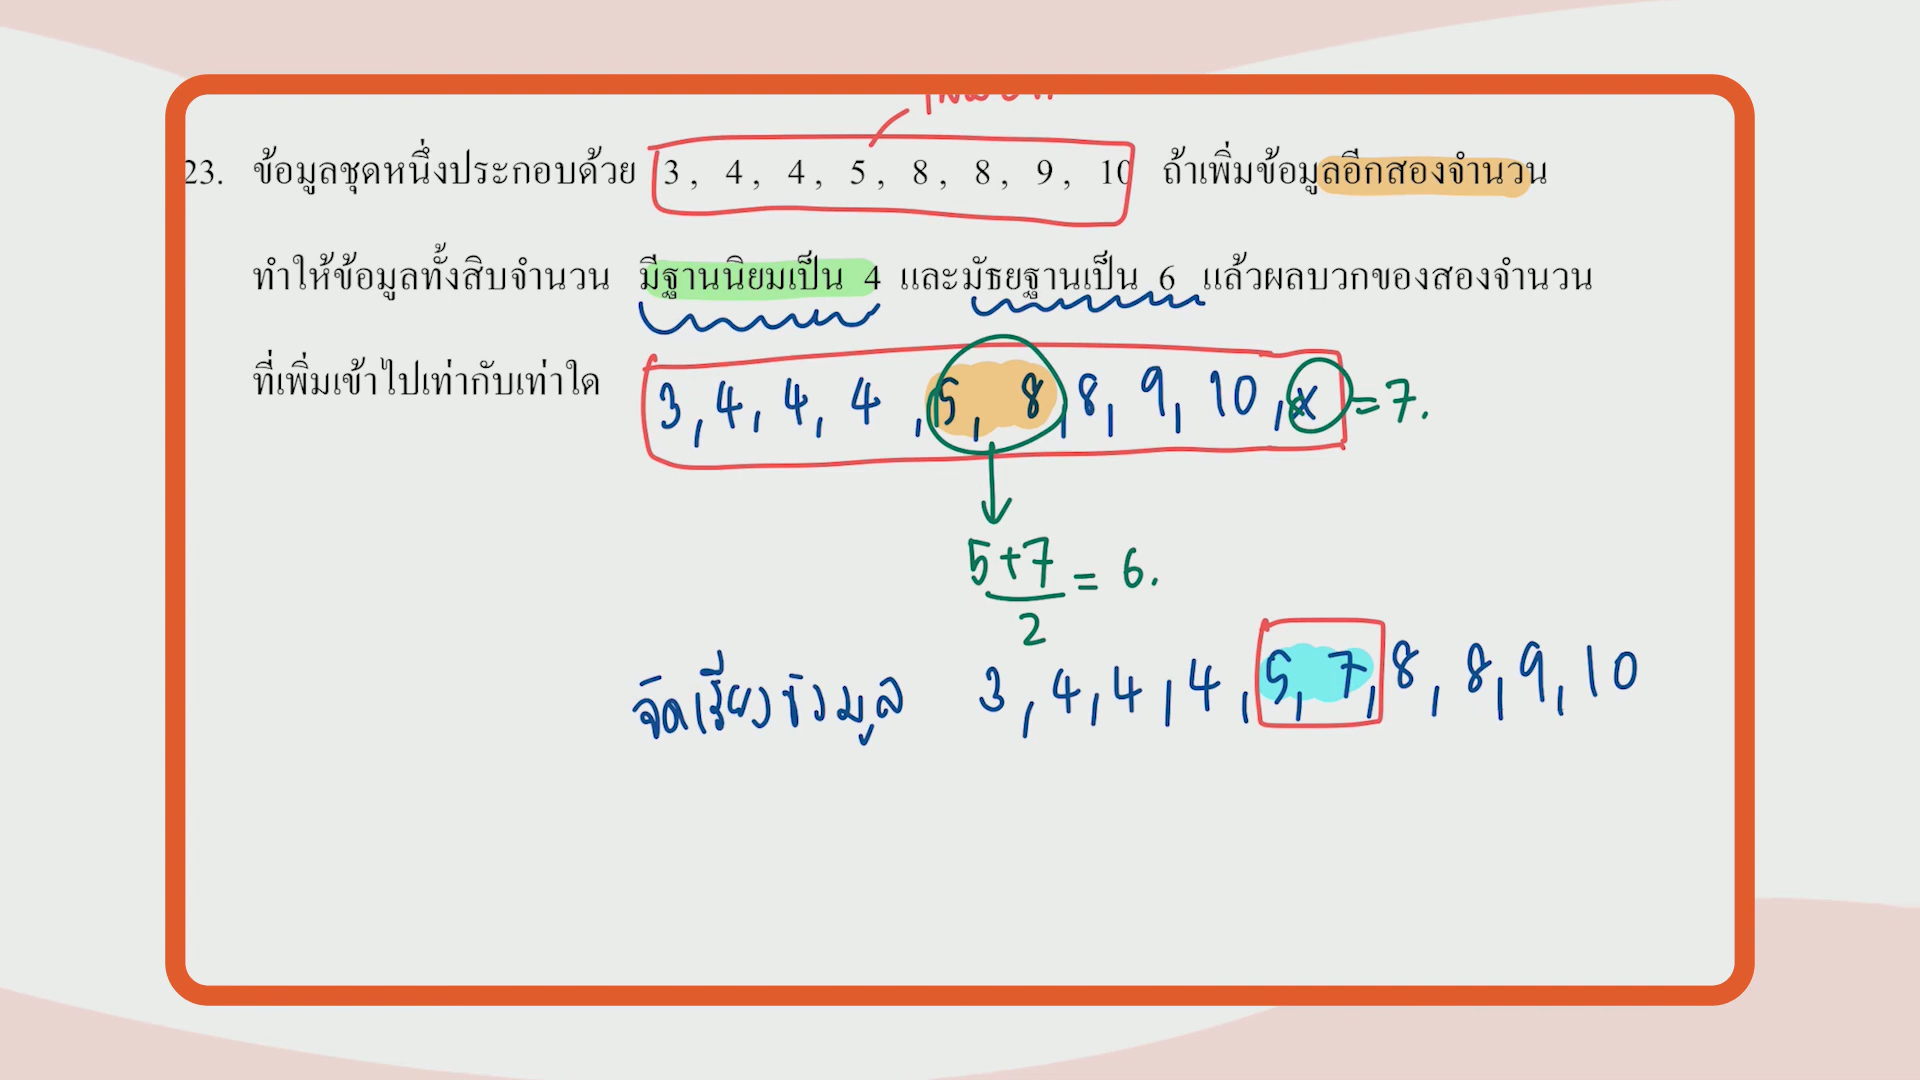 23. ข้อมูลชุดหนึ่งประกอบด้วย 3 , 4 , 4 , 5 , 8 , 8 , 9 , 10 ถ้าเพิ่มข้อมูลอีกสองจำนวน
ทำให้ข้อมูลทั้งสิบจำนวน มีฐานนิยมเป็น 4 และมัธยฐานเป็น 6 แล้วผลบวกของสองจำนวน
ที่เพิ่มเข้าไปเท่ากับเท่าใด
3, 4, 4, 4, 5, 8, 8, 9, 10, x = 7.
5+7
= 6.
2
จัดเรียงข้อมูล 3, 4, 4, 4, 5, 7, 8, 8, 9, 10